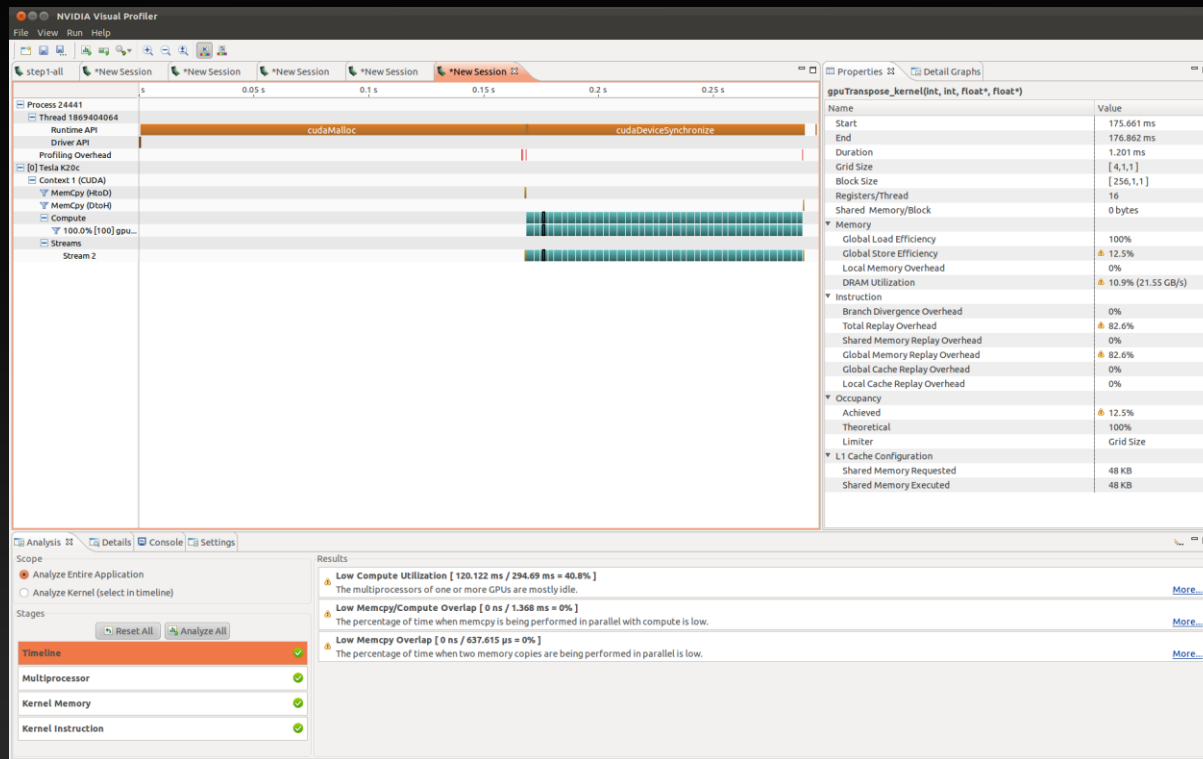 NVIDIA Visual Profiler
File View Run Help
step1-all *New Session *New Session *New Session *New Session *New Session
s 0.05 s 0.1 s 0.15 s 0.2 s 0.25 s
Process 24441
Thread 1869404064
Runtime API cudaMalloc cudaDeviceSynchronize
Driver API
Profiling Overhead
[0] Tesla K20c
Context 1 (CUDA)
MemCpy (HtoD)
MemCpy (DtoH)
Compute
100.0% [100] gpu...
Streams
Stream 2
Properties Detail Graphs
gpuTranspose_kernel(int, int, float*, float*)
Name Value
Start 175.661 ms
End 176.862 ms
Duration 1.201 ms
Grid Size [ 4,1,1 ]
Block Size [ 256,1,1 ]
Registers/Thread 16
Shared Memory/Block 0 bytes
Memory
Global Load Efficiency 100%
Global Store Efficiency 12.5%
Local Memory Overhead 0%
DRAM Utilization 10.9% (21.55 GB/s)
Instruction
Branch Divergence Overhead 0%
Total Replay Overhead 82.6%
Shared Memory Replay Overhead 0%
Global Memory Replay Overhead 82.6%
Global Cache Replay Overhead 0%
Local Cache Replay Overhead 0%
Occupancy
Achieved 12.5%
Theoretical 100%
Limiter Grid Size
L1 Cache Configuration
Shared Memory Requested 48 KB
Shared Memory Executed 48 KB
Analysis Details Console Settings
Scope
Analyze Entire Application
Analyze Kernel (select in timeline)
Stages
Reset All Analyze All
Timeline
Multiprocessor
Kernel Memory
Kernel Instruction
Results
Low Compute Utilization [ 120.122 ms / 294.69 ms = 40.8% ]
The multiprocessors of one or more GPUs are mostly idle. More...
Low Memcpy/Compute Overlap [ 0 ns / 1.368 ms = 0% ]
The percentage of time when memcpy is being performed in parallel with compute is low. More...
Low Memcpy Overlap [ 0 ns / 637.615 µs = 0% ]
The percentage of time when two memory copies are being performed in parallel is low. More...